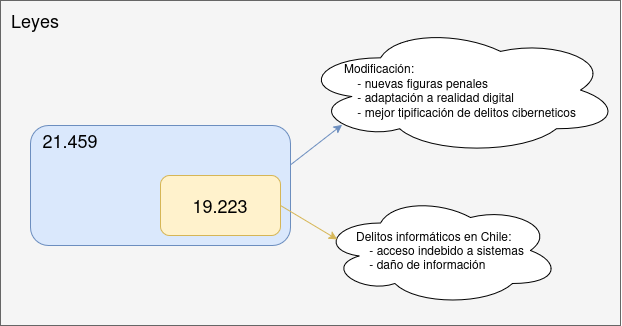 Leyes
21.459
19.223
Modificación:
- nuevas figuras penales
- adaptación a realidad digital
- mejor tipificación de delitos ciberneticos
Delitos informáticos en Chile:
- acceso indebido a sistemas
- daño de información